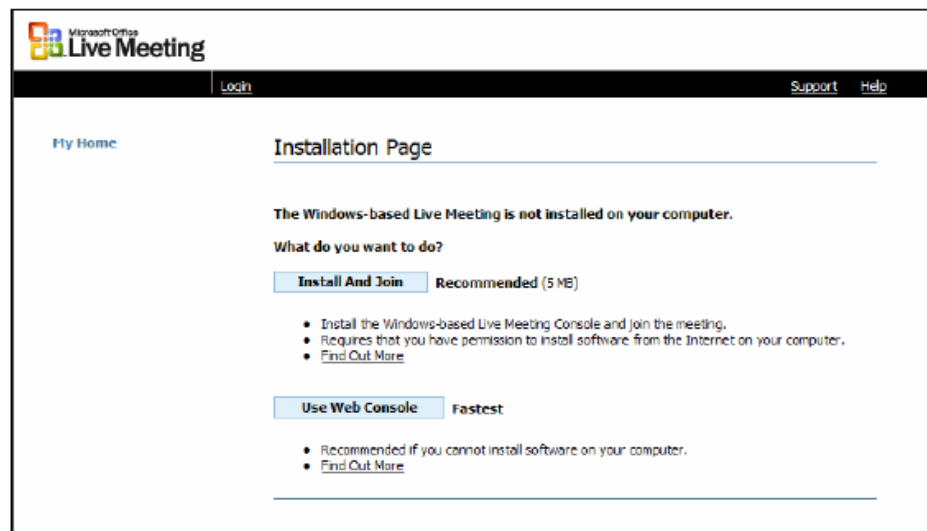 Microsoft Office
Live Meeting
Login
Support
Help
My Home
Installation Page
The Windows-based Live Meeting is not installed on your computer.
What do you want to do?
Install And Join
Recommended (5 MB)
• Install the Windows-based Live Meeting Console and join the meeting.
• Requires that you have permission to install software from the Internet on your computer.
• Find Out More
Use Web Console
Fastest
• Recommended if you cannot install software on your computer.
• Find Out More